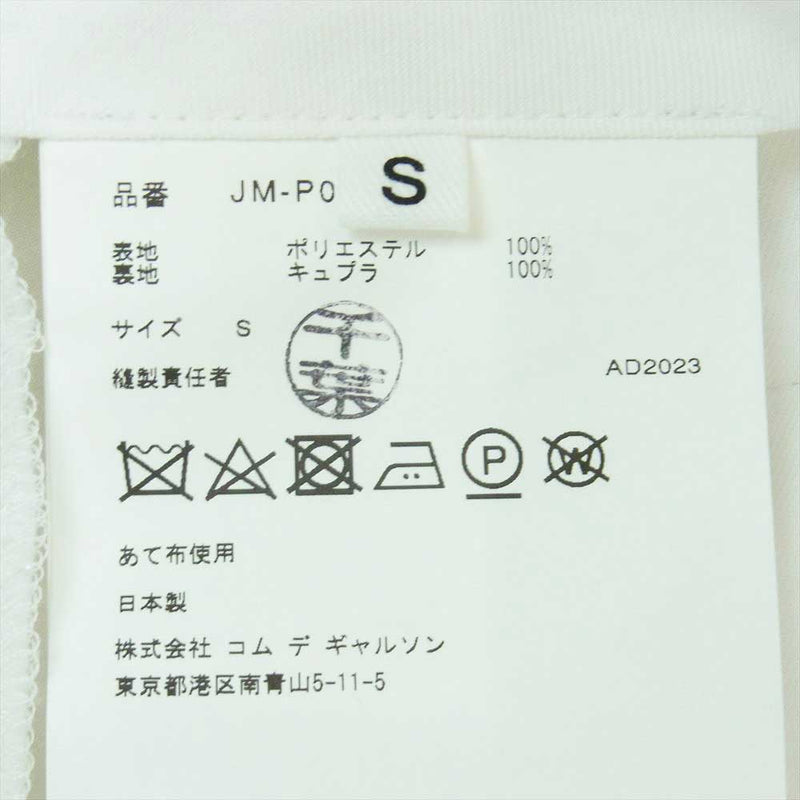 品番 JM-P0 S
表地 ポリエステル 100%
裏地 キュプラ 100%
サイズ S
千葉
縫製責任者 AD2023
P W
あて布使用
日本製
株式会社 コム デ ギャルソン
東京都港区南青山5-11-5